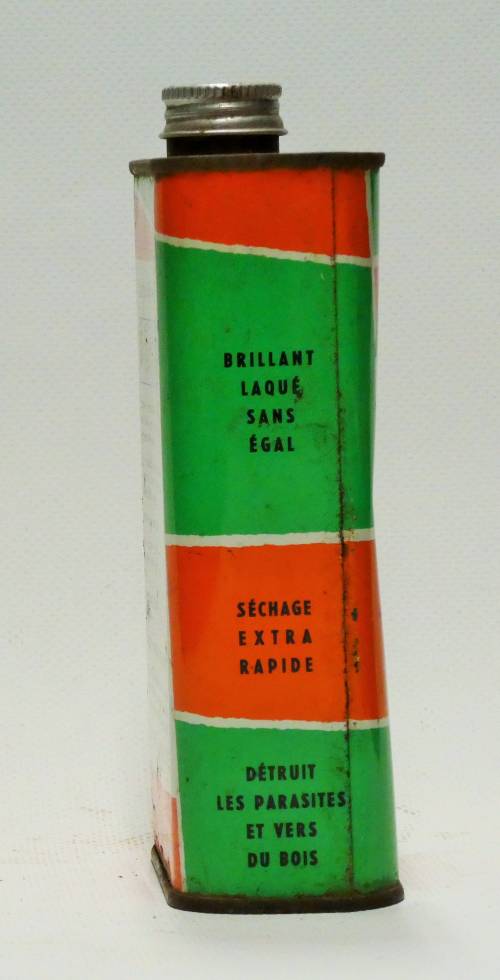 BRILLANT
LAQUÉ
SANS
ÉGAL
SÉCHAGE
EXTRA
RAPIDE
DÉTRUIT
LES PARASITES
ET VERS
DU BOIS